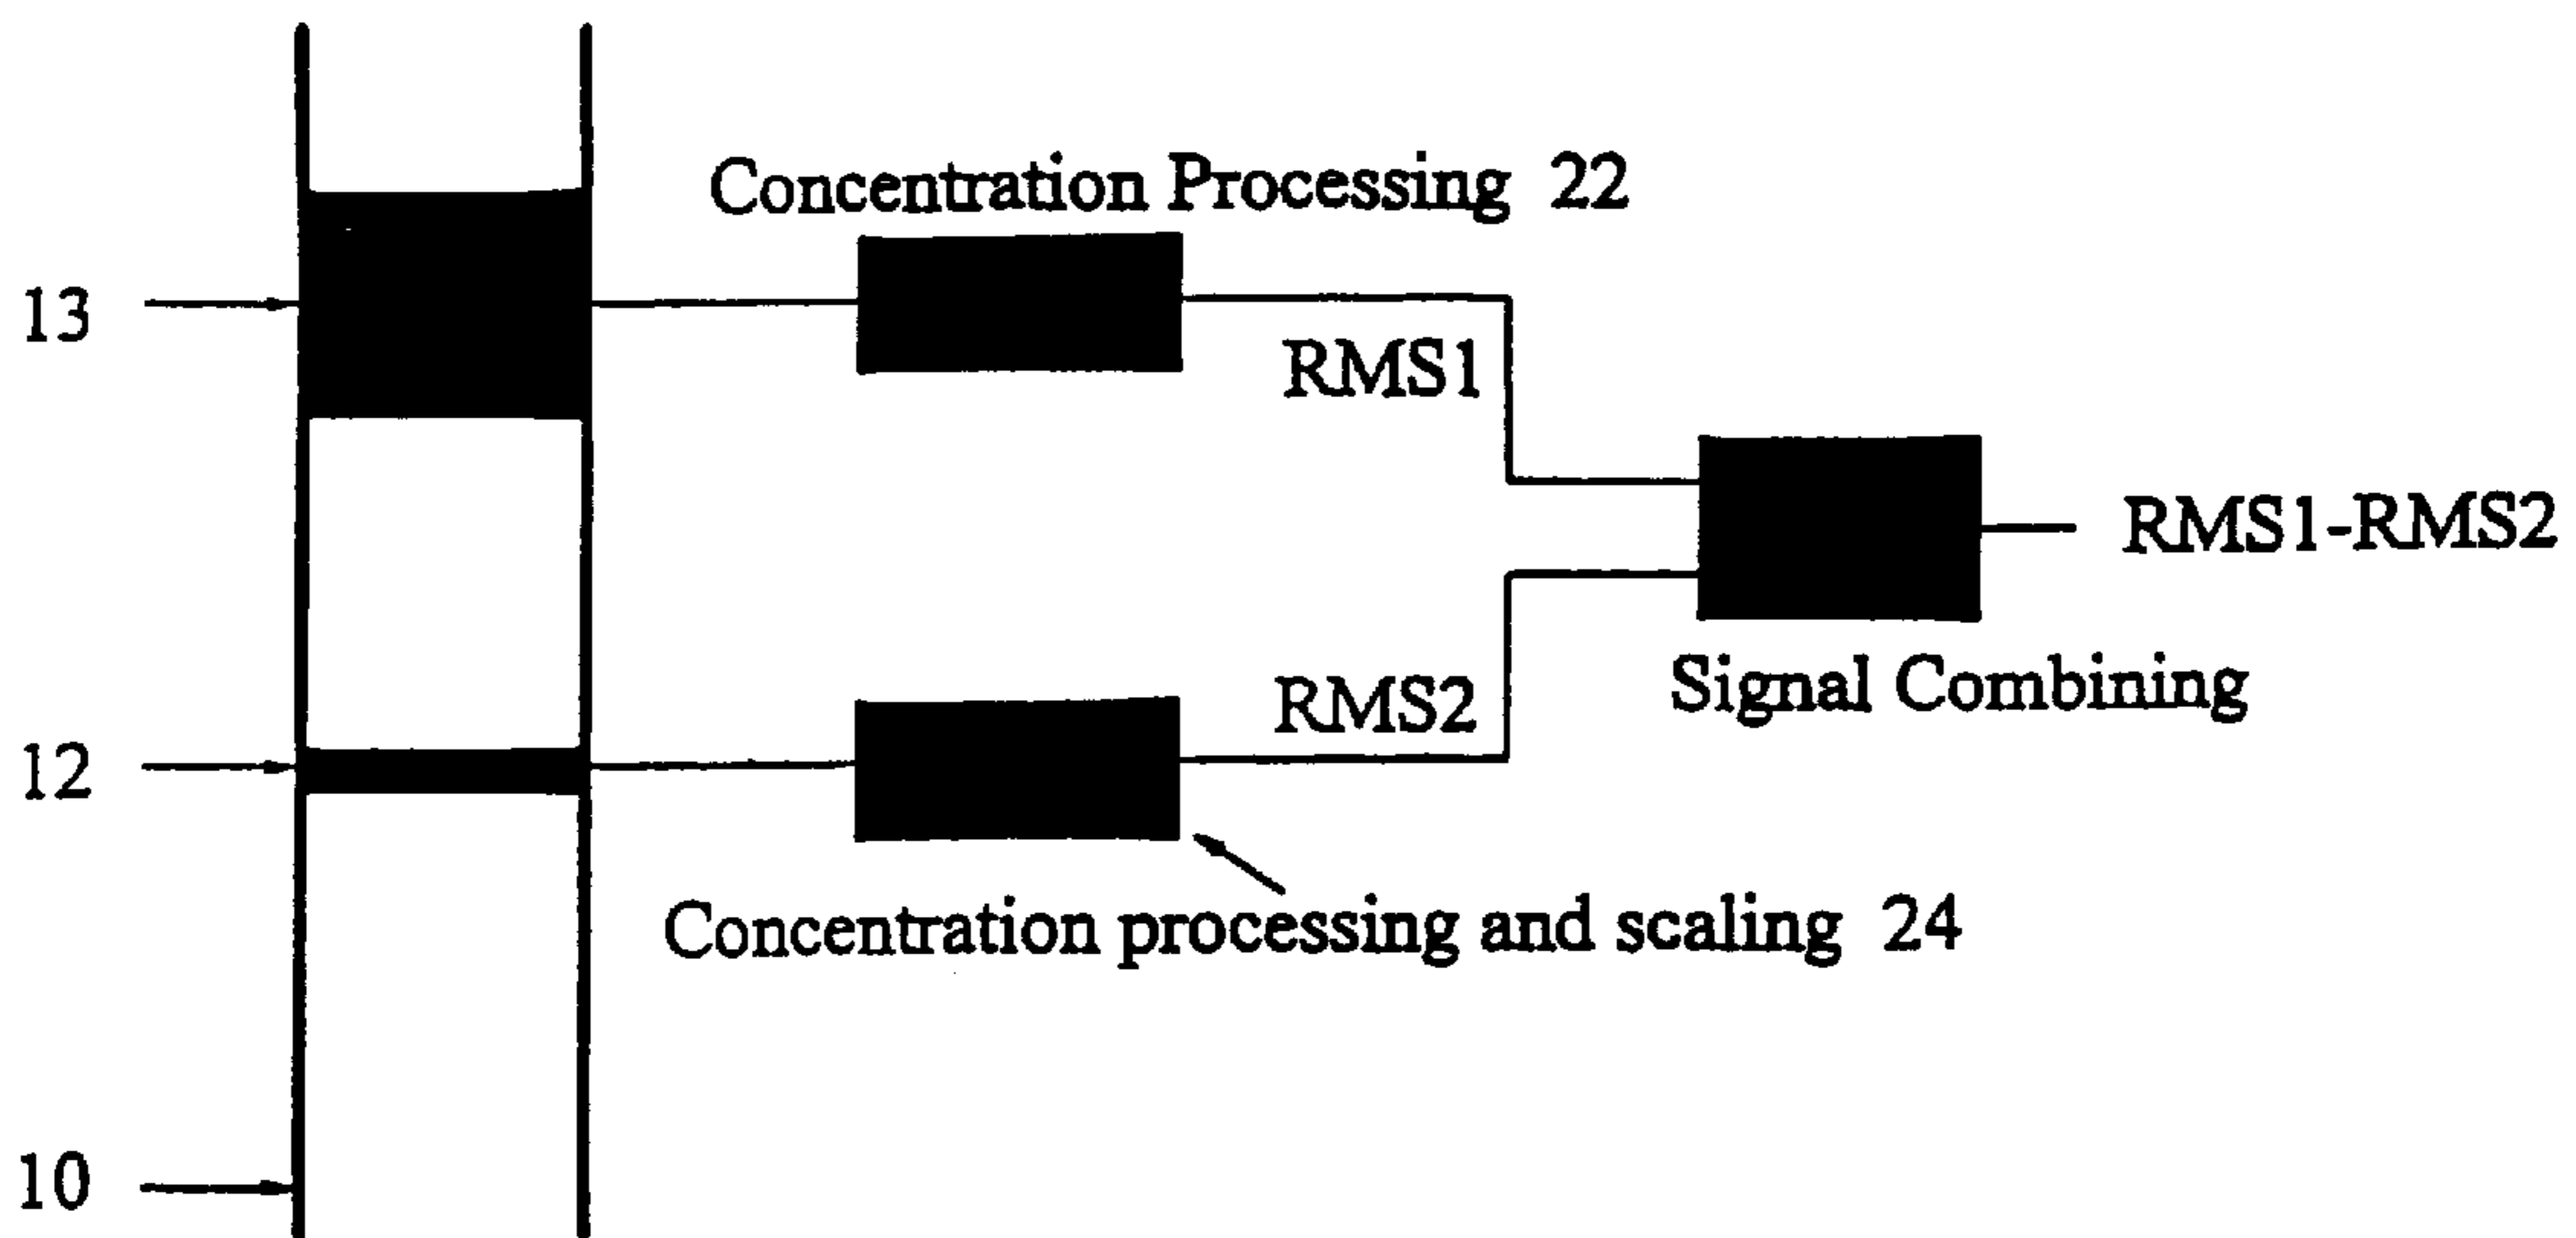 Concentration Processing 22
13
RMS1
RMS1-RMS2
Signal Combining
RMS2
12
Concentration processing and scaling 24
10